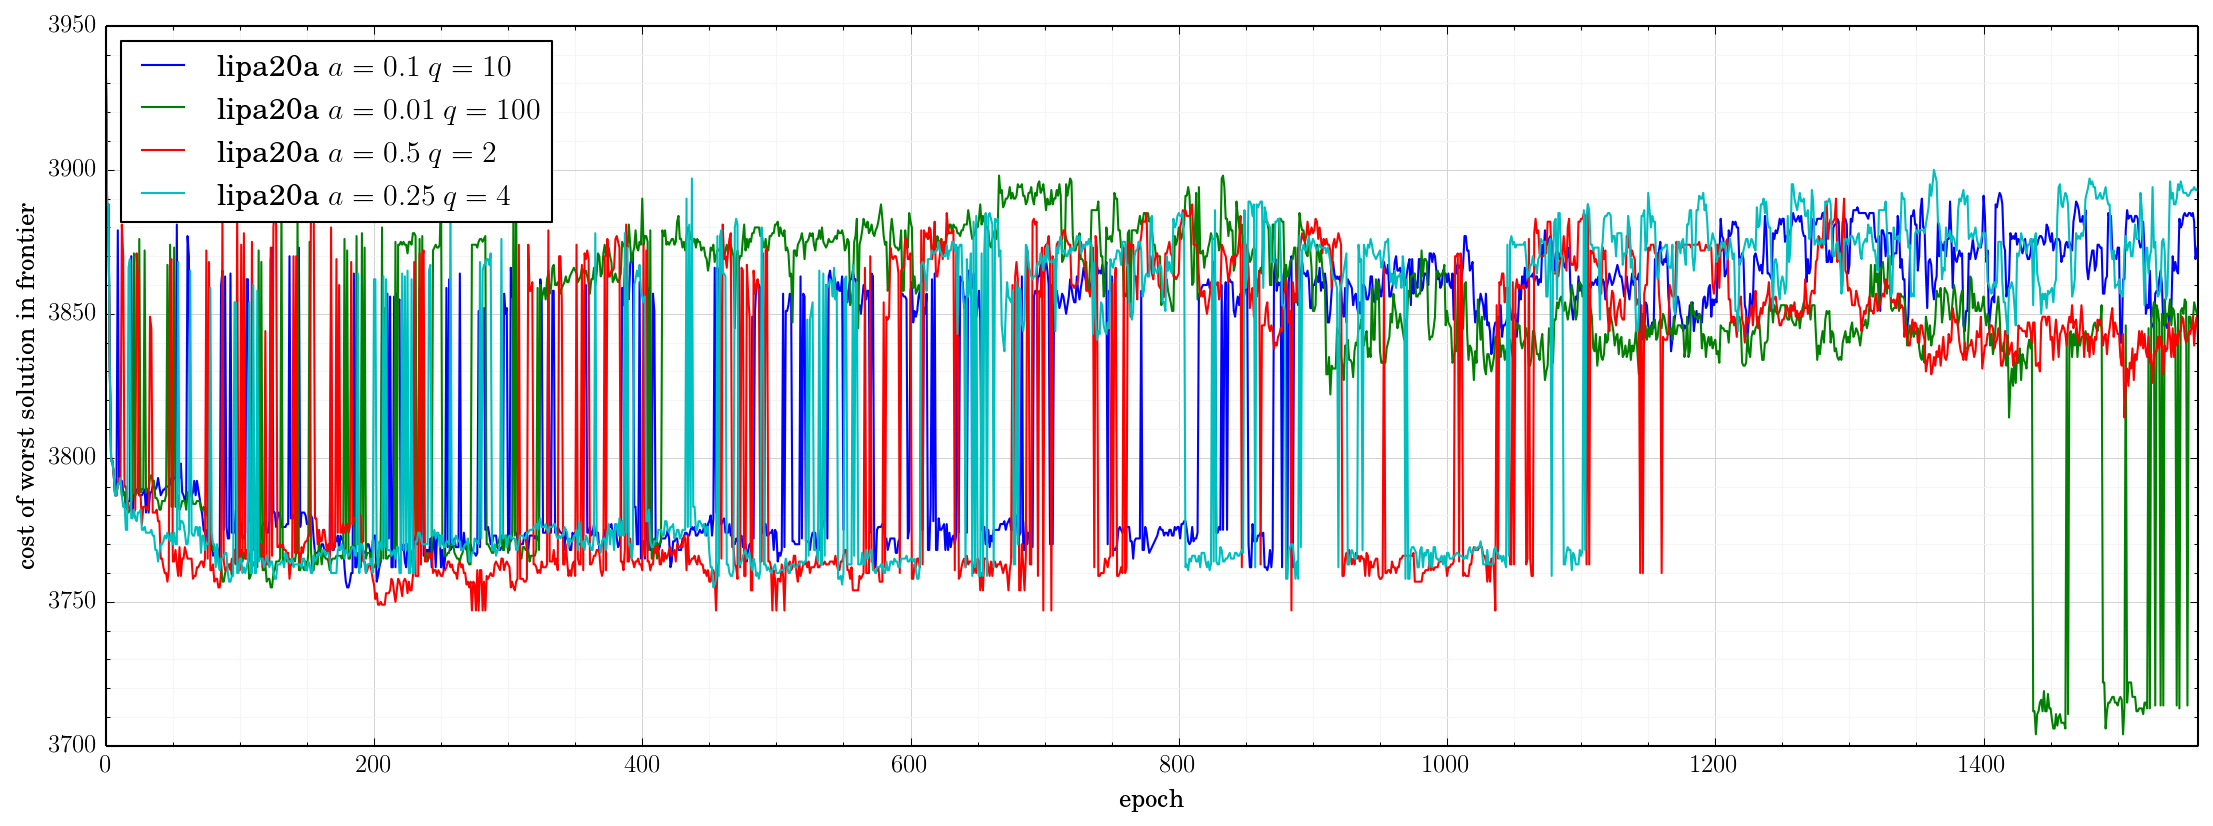 3950
3900
3850
3800
3750
3700
cost of worst solution in frontier
lipa20a a = 0.1 q = 10
lipa20a a = 0.01 q = 100
lipa20a a = 0.5 q = 2
lipa20a a = 0.25 q = 4
0 200 400 600 800 1000 1200 1400
epoch